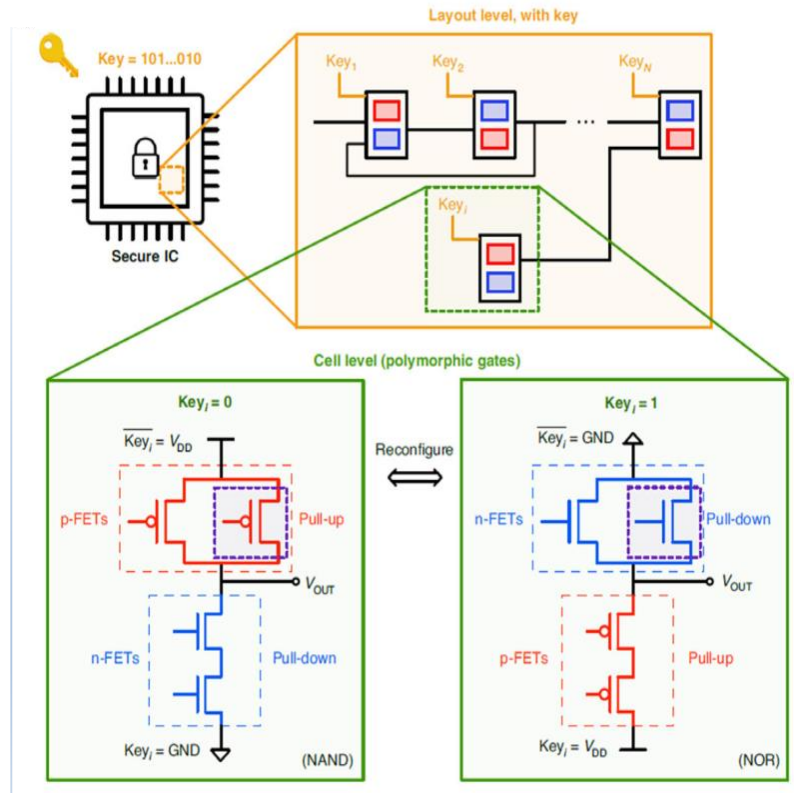 Layout level, with key
Key = 101...010
Key1
Key2
KeyN
...
Keyi
Secure IC
Cell level (polymorphic gates)
Keyi = 0
K̅e̅y̅i̅ = VDD
p-FETs
Pull-up
VOUT
n-FETs
Pull-down
Keyi = GND
(NAND)
Reconfigure
Keyi = 1
K̅e̅y̅i̅ = GND
n-FETs
Pull-down
VOUT
p-FETs
Pull-up
Keyi = VDD
(NOR)